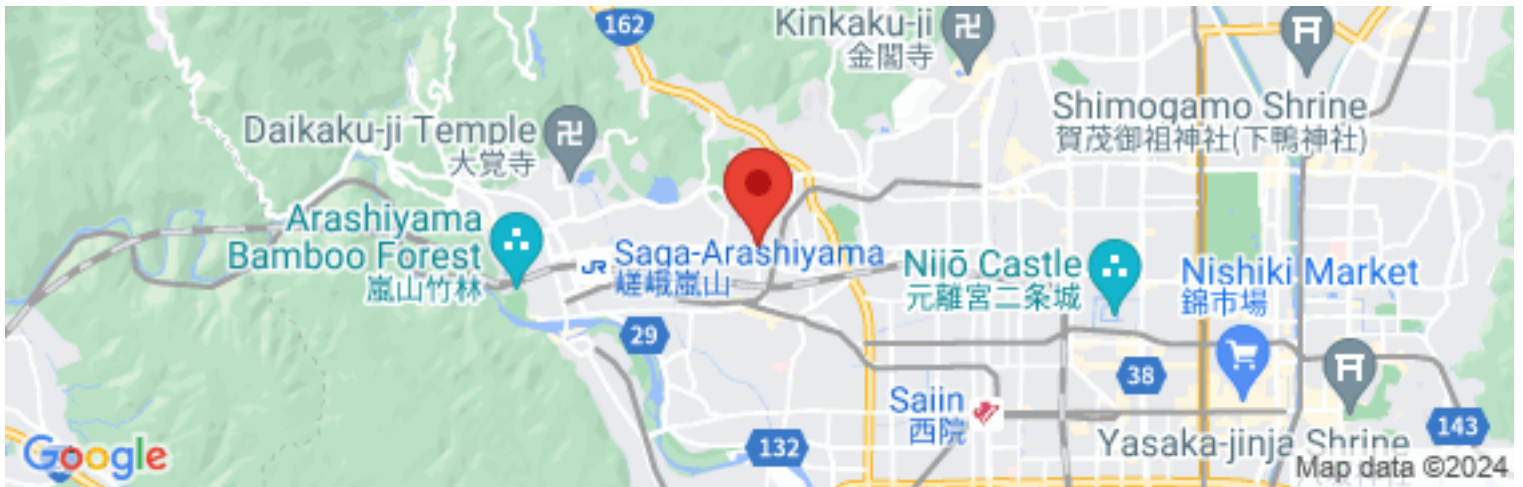 162
Kinkaku-ji
金閣寺
Shimogamo Shrine
賀茂御祖神社(下鴨神社)
Daikaku-ji Temple
大覚寺
Arashiyama
Bamboo Forest
嵐山竹林
JR
Saga-Arashiyama
嵯峨嵐山
Nijō Castle
元離宮二条城
Nishiki Market
錦市場
29
38
Saiin
西院
132
143
Yasaka-jinja Shrine
Google
Map data ©2024